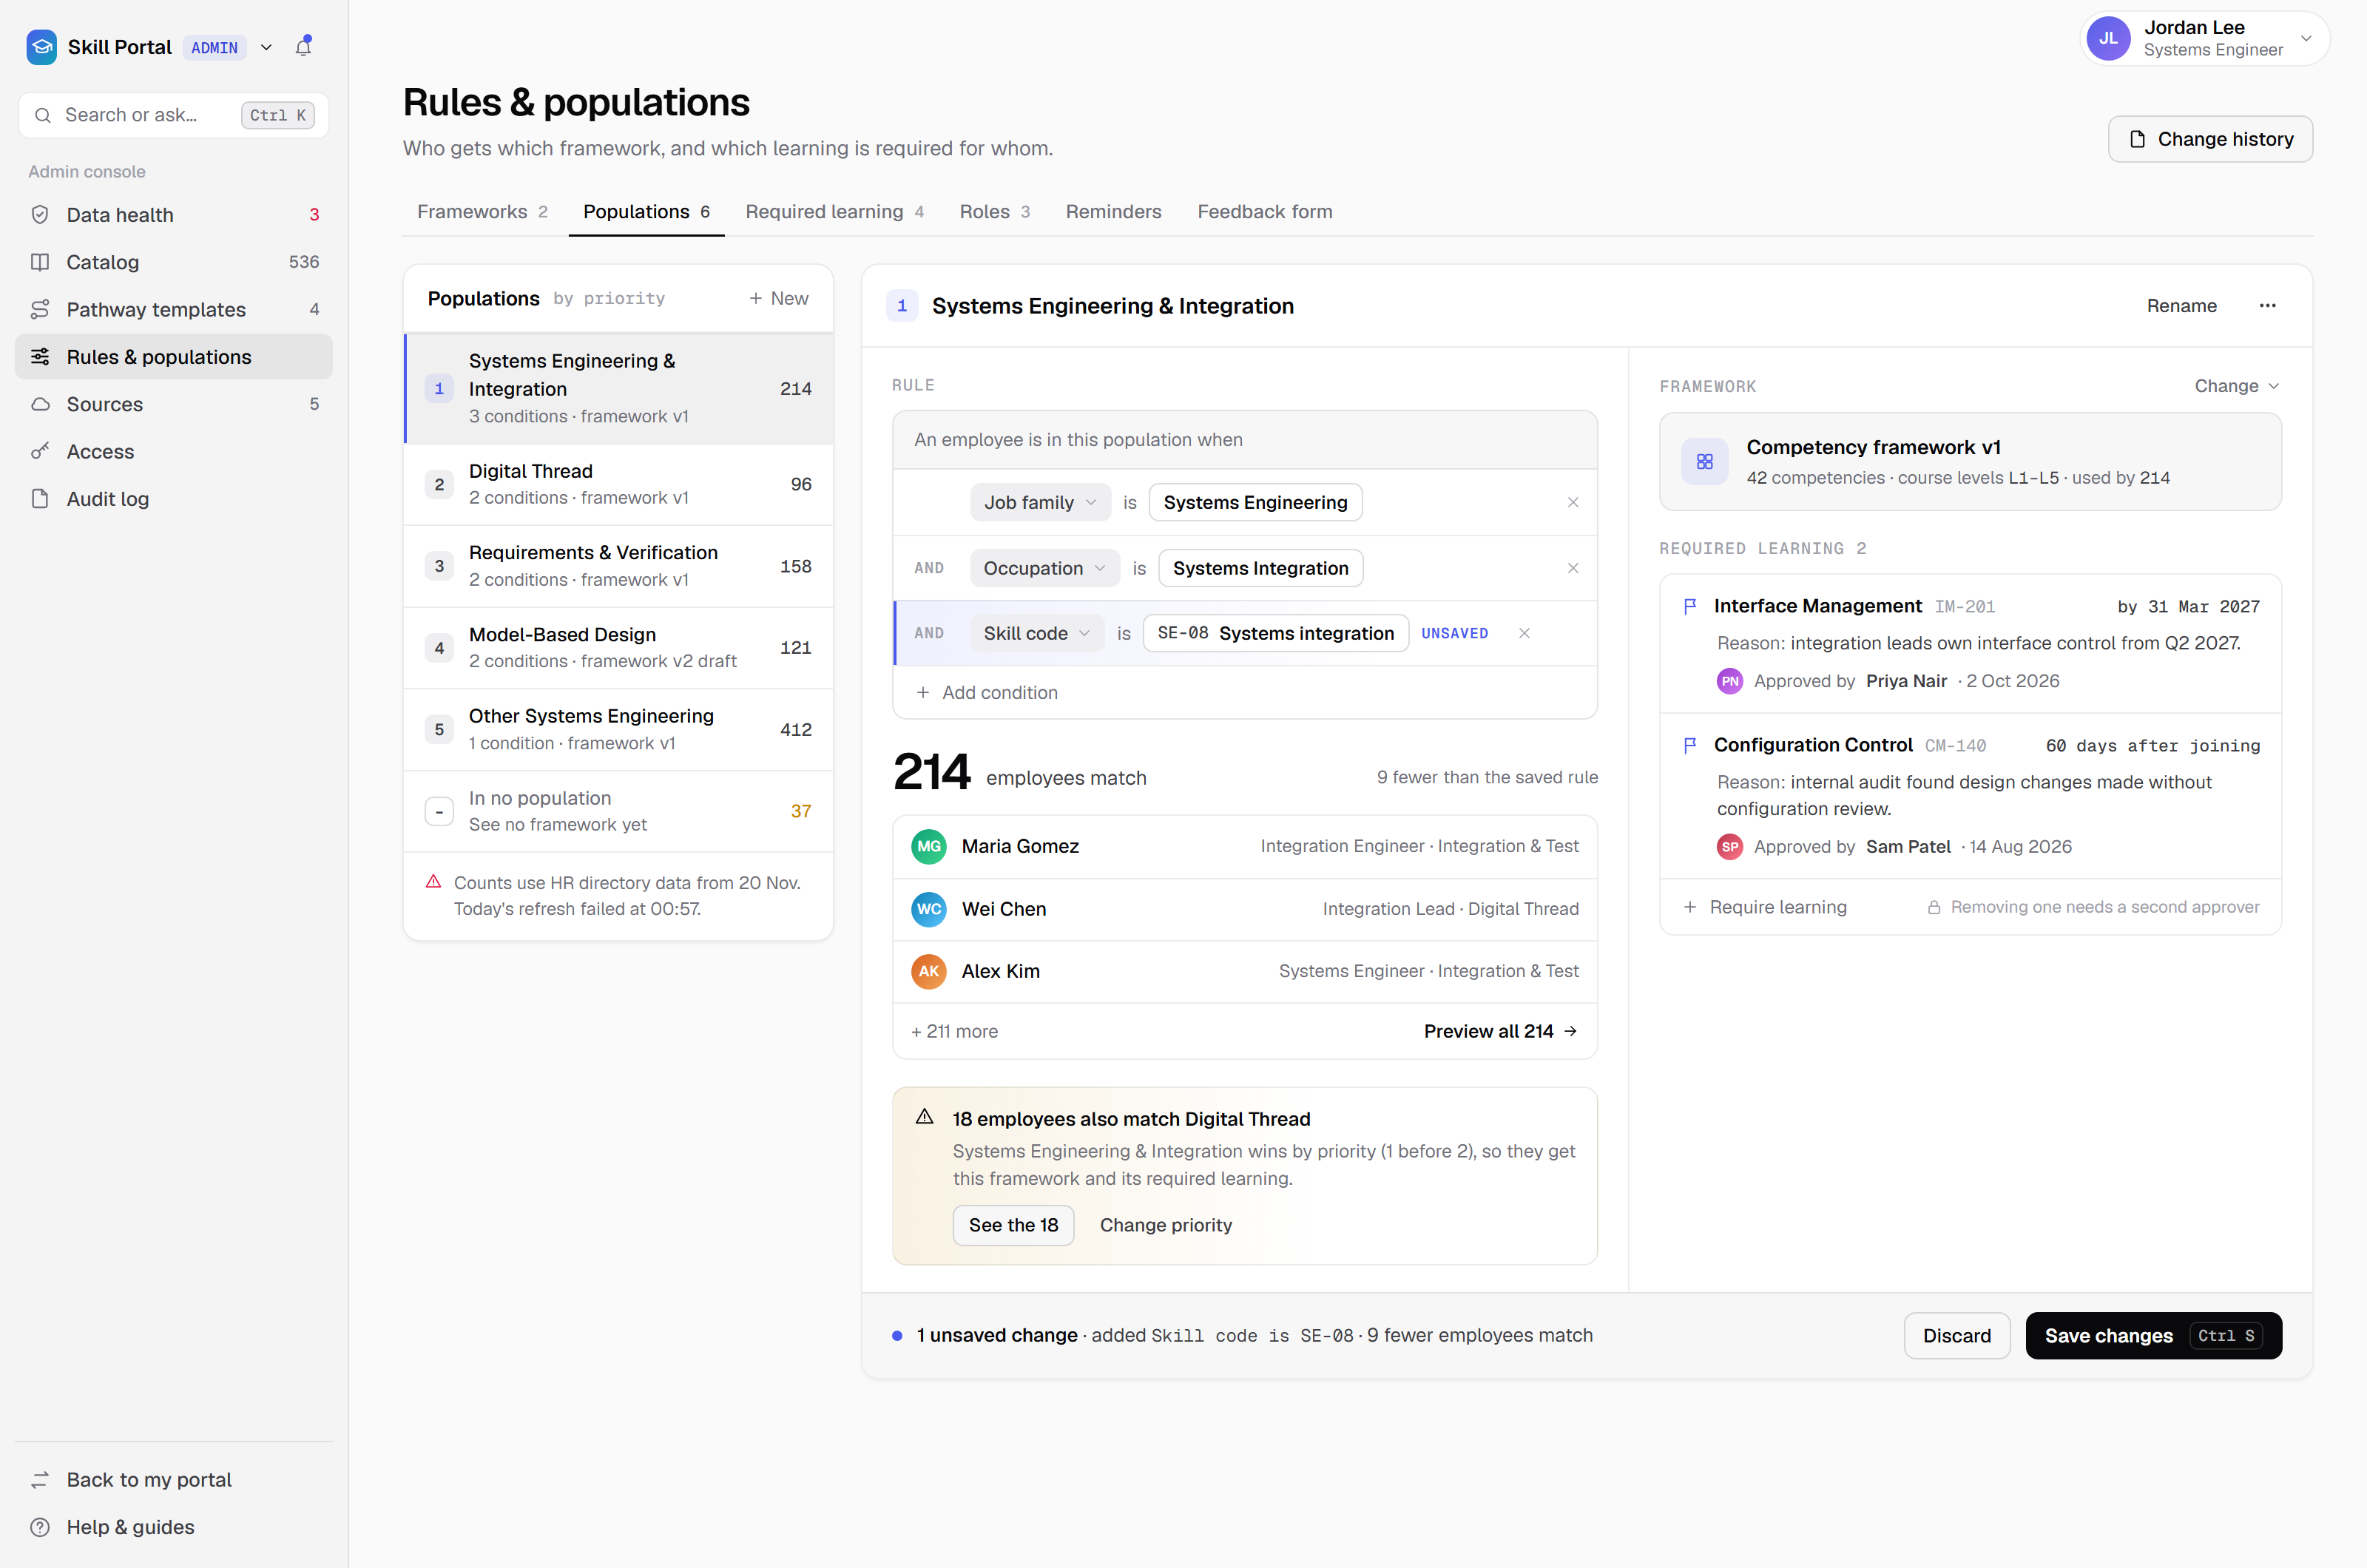 Skill Portal ADMIN
Search or ask... Ctrl K
Admin console
Data health 3
Catalog 536
Pathway templates 4
Rules & populations
Sources 5
Access
Audit log
Back to my portal
Help & guides
JL Jordan Lee
Systems Engineer
Rules & populations
Who gets which framework, and which learning is required for whom.
Change history
Frameworks 2 Populations 6 Required learning 4 Roles 3 Reminders Feedback form
Populations by priority + New
1 Systems Engineering &
Integration 214
3 conditions · framework v1
2 Digital Thread 96
2 conditions · framework v1
3 Requirements & Verification 158
2 conditions · framework v1
4 Model-Based Design 121
2 conditions · framework v2 draft
5 Other Systems Engineering 412
1 condition · framework v1
- In no population 37
See no framework yet
Counts use HR directory data from 20 Nov.
Today's refresh failed at 00:57.
1 Systems Engineering & Integration Rename ···
RULE
An employee is in this population when
Job family is Systems Engineering
AND Occupation is Systems Integration
AND Skill code is SE-08 Systems integration UNSAVED
+ Add condition
214 employees match 9 fewer than the saved rule
MG Maria Gomez Integration Engineer · Integration & Test
WC Wei Chen Integration Lead · Digital Thread
AK Alex Kim Systems Engineer · Integration & Test
+ 211 more Preview all 214 →
18 employees also match Digital Thread
Systems Engineering & Integration wins by priority (1 before 2), so they get
this framework and its required learning.
See the 18 Change priority
FRAMEWORK Change
Competency framework v1
42 competencies · course levels L1-L5 · used by 214
REQUIRED LEARNING 2
Interface Management IM-201 by 31 Mar 2027
Reason: integration leads own interface control from Q2 2027.
PN Approved by Priya Nair · 2 Oct 2026
Configuration Control CM-140 60 days after joining
Reason: internal audit found design changes made without
configuration review.
SP Approved by Sam Patel · 14 Aug 2026
+ Require learning Removing one needs a second approver
1 unsaved change · added Skill code is SE-08 · 9 fewer employees match
Discard Save changes Ctrl S